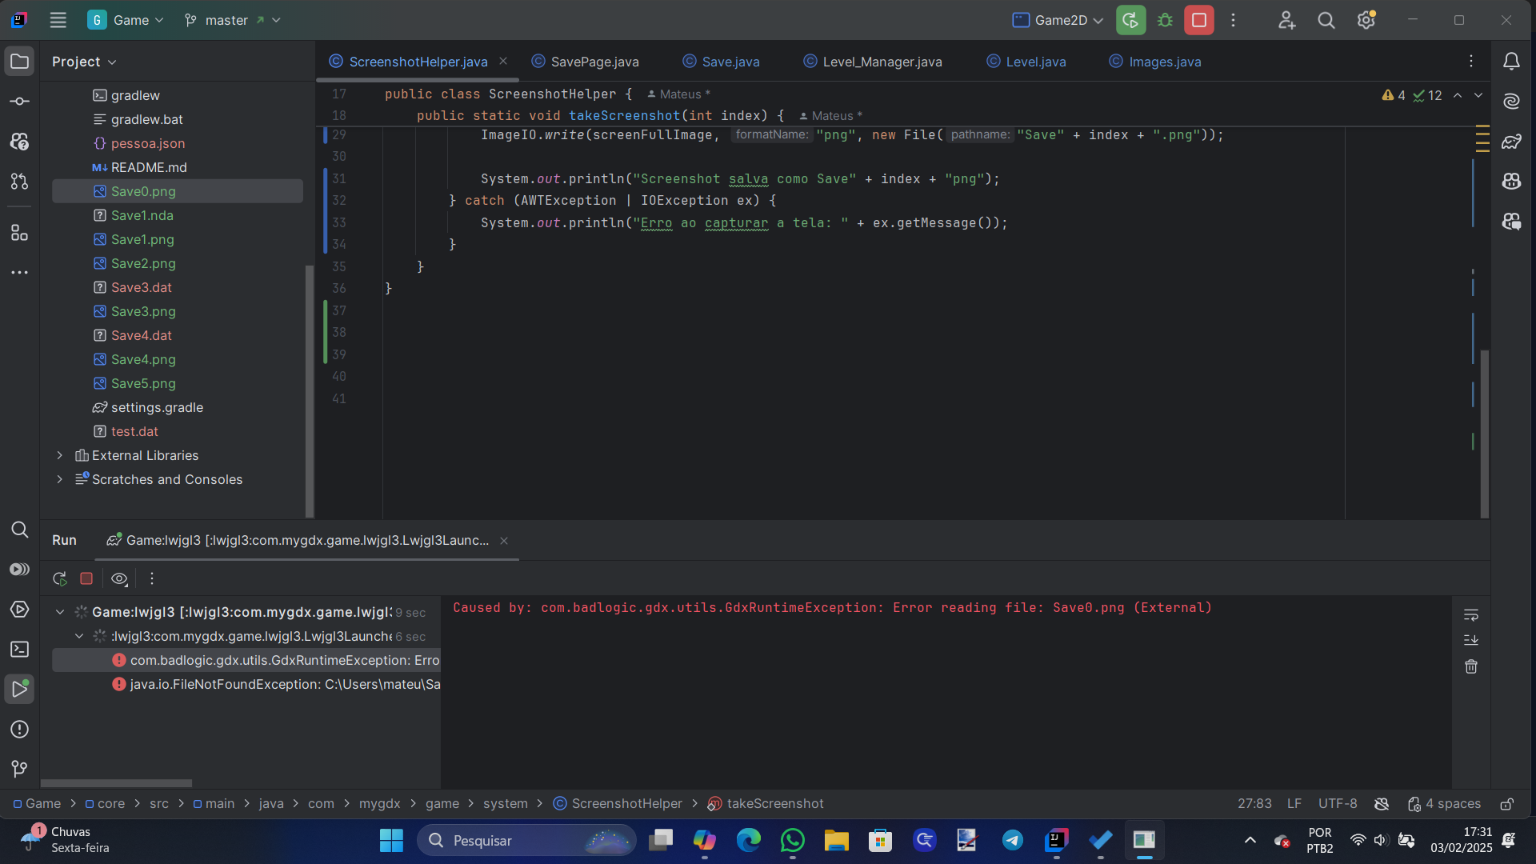 G Game master Game2D
Project
ScreenshotHelper.java SavePage.java Save.java Level_Manager.java Level.java Images.java
gradlew
gradlew.bat
pessoa.json
README.md
Save0.png
Save1.nda
Save1.png
Save2.png
Save3.dat
Save3.png
Save4.dat
Save4.png
Save5.png
settings.gradle
test.dat
External Libraries
Scratches and Consoles
4 12
17 public class ScreenshotHelper { Mateus *
18 public static void takeScreenshot(int index) { Mateus *
29 ImageIO.write(screenFullImage, formatName: "png", new File( pathname: "Save" + index + ".png"));
30
31 System.out.println("Screenshot salva como Save" + index + "png");
32 } catch (AWTException | IOException ex) {
33 System.out.println("Erro ao capturar a tela: " + ex.getMessage());
34 }
35 }
36 }
37
38
39
40
41
Run Game:lwjgl3 [:lwjgl3:com.mygdx.game.lwjgl3.Lwjgl3Launc...
Game:lwjgl3 [:lwjgl3:com.mygdx.game.lwjgl3 9 sec
:lwjgl3:com.mygdx.game.lwjgl3.Lwjgl3Launche 6 sec
com.badlogic.gdx.utils.GdxRuntimeException: Erro
java.io.FileNotFoundException: C:\Users\mateu\Sa
Caused by: com.badlogic.gdx.utils.GdxRuntimeException: Error reading file: Save0.png (External)
Game > core > src > main > java > com > mygdx > game > system > ScreenshotHelper > takeScreenshot
27:83 LF UTF-8 4 spaces
1 Chuvas
Sexta-feira
Pesquisar
POR
PTB2
17:31
03/02/2025